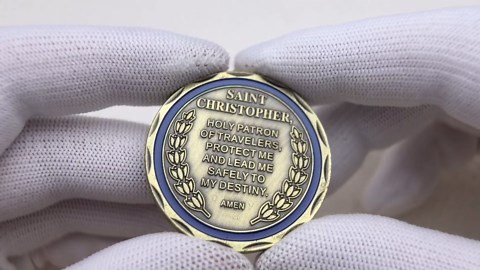 SAINT
CHRISTOPHER,
HOLY PATRON
OF TRAVELERS,
PROTECT ME
AND LEAD ME
SAFELY TO
MY DESTINY.
AMEN